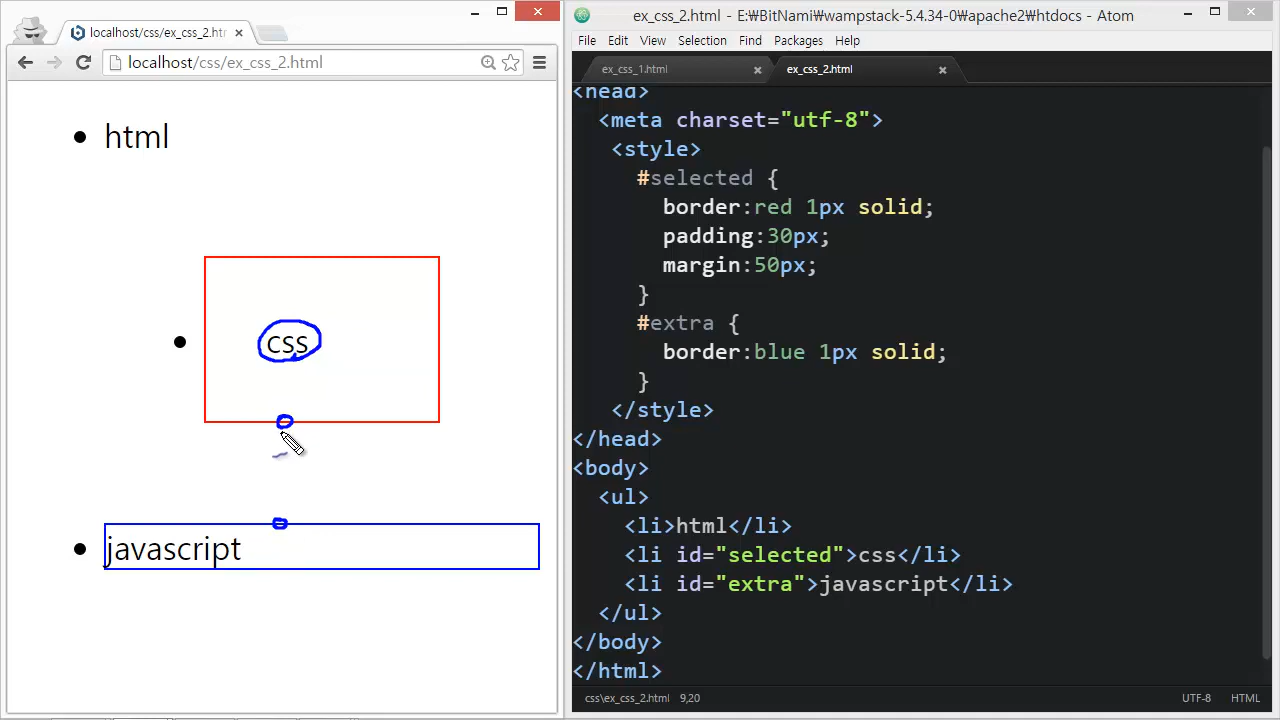 localhost/css/ex_css_2.htm
localhost/css/ex_css_2.html
• html
• css
• javascript
ex_css_2.html - E:₩BitNami₩wampstack-5.4.34-0₩apache2₩htdocs - Atom
File Edit View Selection Find Packages Help
ex_css_1.html ex_css_2.html
<head>
<meta charset="utf-8">
<style>
#selected {
border:red 1px solid;
padding:30px;
margin:50px;
}
#extra {
border:blue 1px solid;
}
</style>
</head>
<body>
<ul>
<li>html</li>
<li id="selected">css</li>
<li id="extra">javascript</li>
</ul>
</body>
</html>
css\ex_css_2.html 9,20 UTF-8 HTML